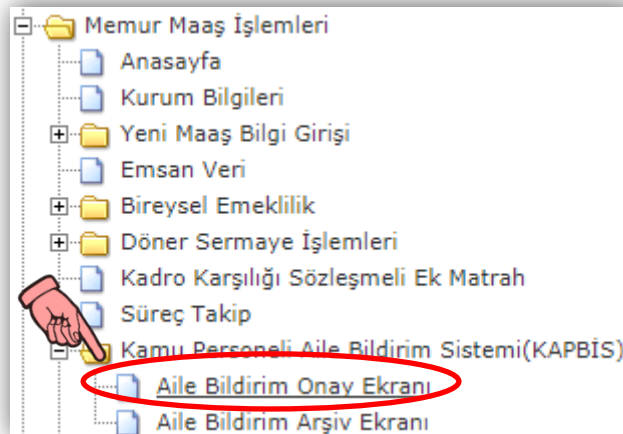 Memur Maaş İşlemleri
Anasayfa
Kurum Bilgileri
Yeni Maaş Bilgi Girişi
Emsan Veri
Bireysel Emeklilik
Döner Sermaye İşlemleri
Kadro Karşılığı Sözleşmeli Ek Matrah
Süreç Takip
Kamu Personeli Aile Bildirim Sistemi(KAPBİS)
Aile Bildirim Onay Ekranı
Aile Bildirim Arşiv Ekranı